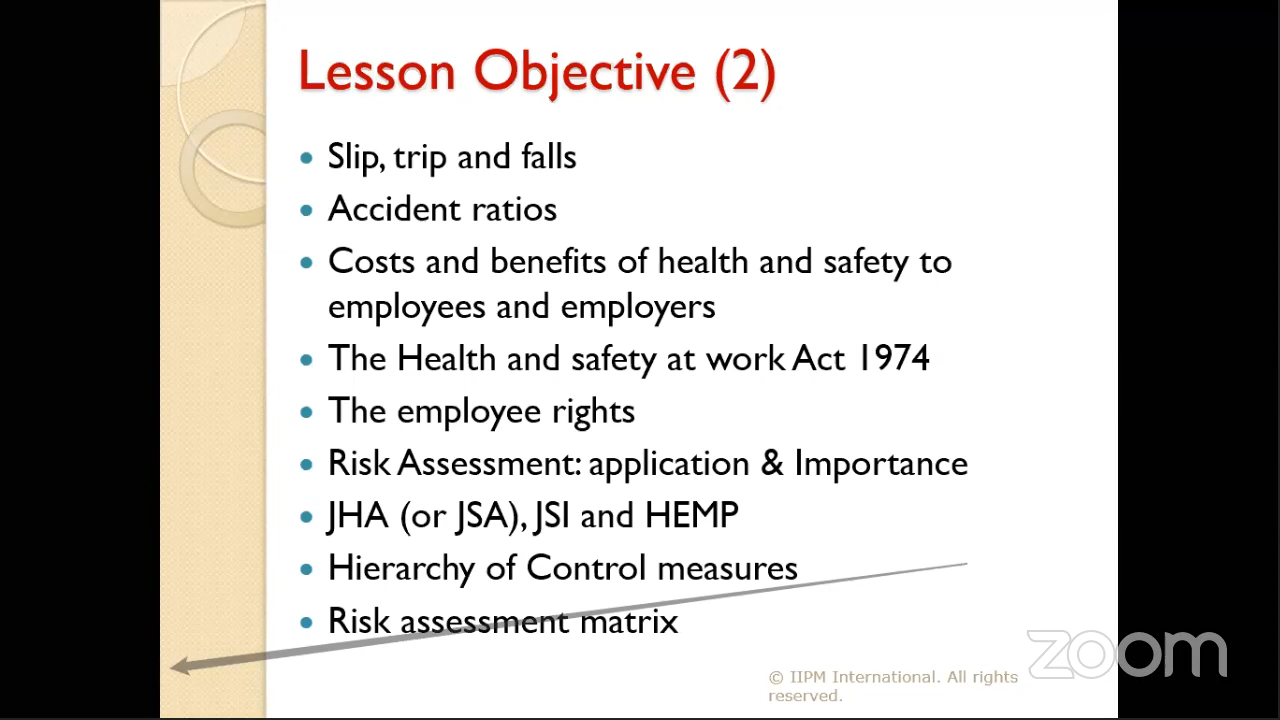 Lesson Objective (2)
• Slip, trip and falls
• Accident ratios
• Costs and benefits of health and safety to
employees and employers
• The Health and safety at work Act 1974
• The employee rights
• Risk Assessment: application & Importance
• JHA (or JSA), JSI and HEMP
• Hierarchy of Control measures
• Risk assessment matrix
zoom
© IIPM International. All rights
reserved.